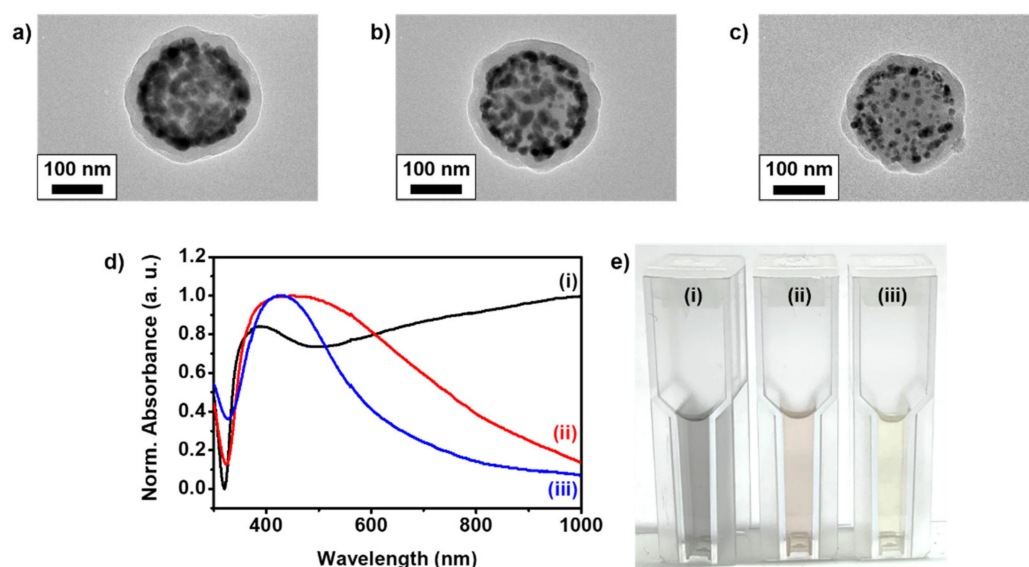 a)
100 nm
b)
100 nm
c)
100 nm
d)
Norm. Absorbance (a. u.)
1.2
1.0
0.8
0.6
0.4
0.2
0.0
(i)
(ii)
(iii)
400
600
800
1000
Wavelength (nm)
e)
(i)
(ii)
(iii)